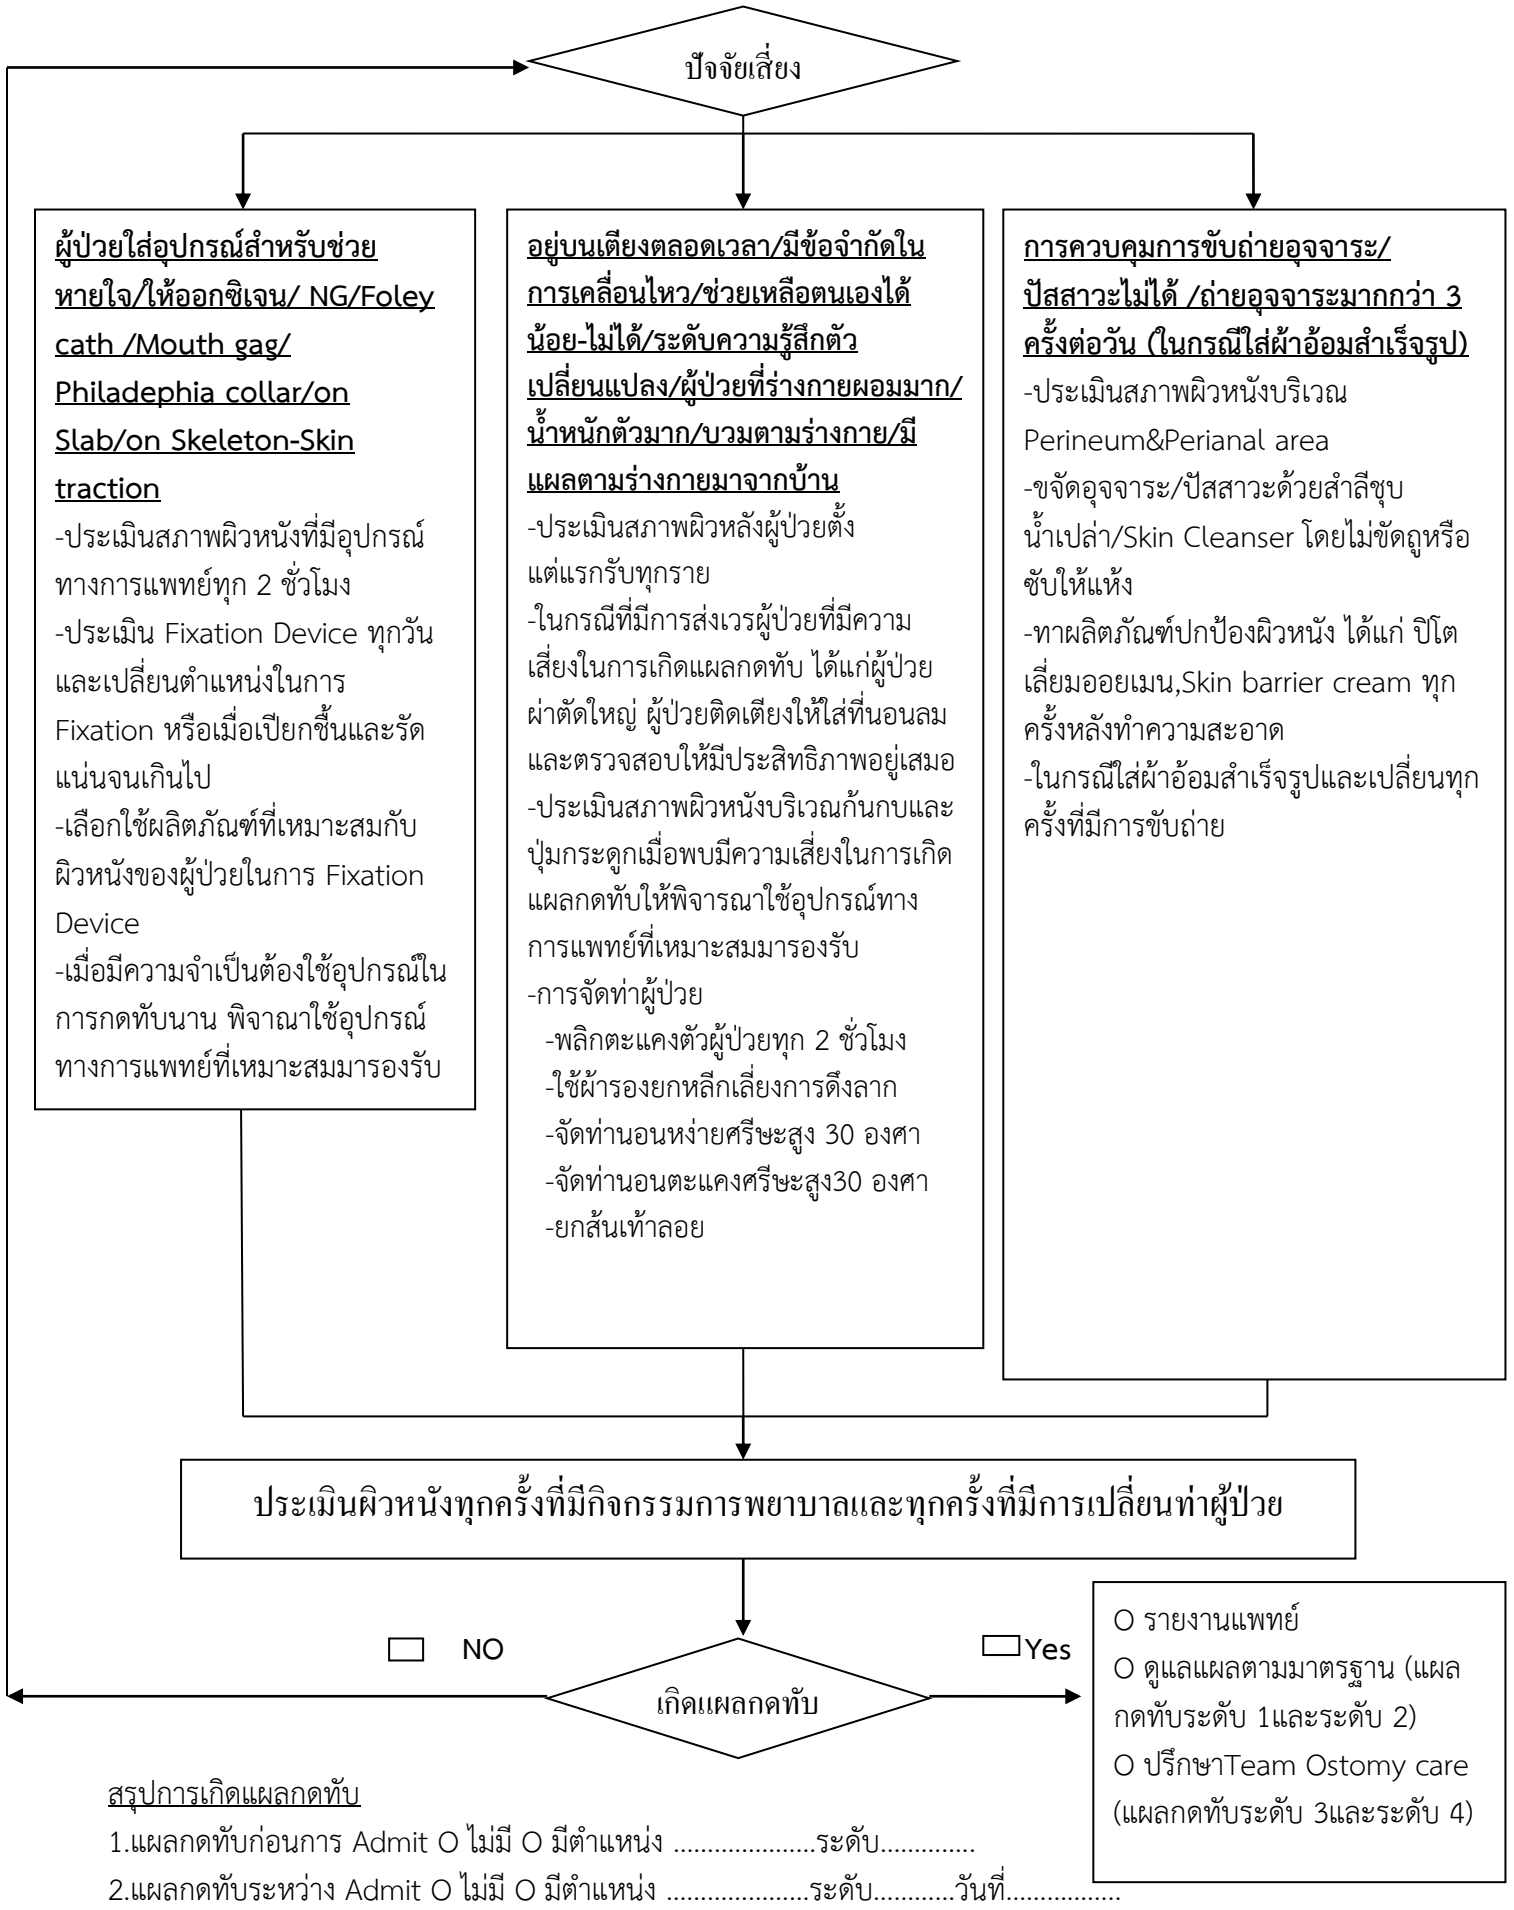 ปัจจัยเสี่ยง
ผู้ป่วยใส่อุปกรณ์สำหรับช่วย
หายใจ/ให้ออกซิเจน/ NG/Foley
cath /Mouth gag/
Philadephia collar/on
Slab/on Skeleton-Skin
traction
-ประเมินสภาพผิวหนังที่มีอุปกรณ์
ทางการแพทย์ทุก 2 ชั่วโมง
-ประเมิน Fixation Device ทุกวัน
และเปลี่ยนตำแหน่งในการ
Fixation หรือเมื่อเปียกชื้นและรัด
แน่นจนเกินไป
-เลือกใช้ผลิตภัณฑ์ที่เหมาะสมกับ
ผิวหนังของผู้ป่วยในการ Fixation
Device
-เมื่อมีความจำเป็นต้องใช้อุปกรณ์ใน
การกดทับนาน พิจาณาใช้อุปกรณ์
ทางการแพทย์ที่เหมาะสมมารองรับ
อยู่บนเตียงตลอดเวลา/มีข้อจำกัดใน
การเคลื่อนไหว/ช่วยเหลือตนเองได้
น้อย-ไม่ได้/ระดับความรู้สึกตัว
เปลี่ยนแปลง/ผู้ป่วยที่ร่างกายผอมมาก/
น้ำหนักตัวมาก/บวมตามร่างกาย/มี
แผลตามร่างกายมาจากบ้าน
-ประเมินสภาพผิวหลังผู้ป่วยตั้ง
แต่แรกรับทุกราย
-ในกรณีที่มีการส่งเวรผู้ป่วยที่มีความ
เสี่ยงในการเกิดแผลกดทับ ได้แก่ผู้ป่วย
ผ่าตัดใหญ่ ผู้ป่วยติดเตียงให้ใส่ที่นอนลม
และตรวจสอบให้มีประสิทธิภาพอยู่เสมอ
-ประเมินสภาพผิวหนังบริเวณก้นกบและ
ปุ่มกระดูกเมื่อพบมีความเสี่ยงในการเกิด
แผลกดทับให้พิจารณาใช้อุปกรณ์ทาง
การแพทย์ที่เหมาะสมมารองรับ
-การจัดท่าผู้ป่วย
-พลิกตะแคงตัวผู้ป่วยทุก 2 ชั่วโมง
-ใช้ผ้ารองยกหลีกเลี่ยงการดึงลาก
-จัดท่านอนหง่ายศรีษะสูง 30 องศา
-จัดท่านอนตะแคงศรีษะสูง30 องศา
-ยกส้นเท้าลอย
การควบคุมการขับถ่ายอุจจาระ/
ปัสสาวะไม่ได้ /ถ่ายอุจจาระมากกว่า 3
ครั้งต่อวัน (ในกรณีใส่ผ้าอ้อมสำเร็จรูป)
-ประเมินสภาพผิวหนังบริเวณ
Perineum&Perianal area
-ขจัดอุจจาระ/ปัสสาวะด้วยสำลีชุบ
น้ำเปล่า/Skin Cleanser โดยไม่ขัดถูหรือ
ซับให้แห้ง
-ทาผลิตภัณฑ์ปกป้องผิวหนัง ได้แก่ ปิโต
เลี่ยมออยเมน,Skin barrier cream ทุก
ครั้งหลังทำความสะอาด
-ในกรณีใส่ผ้าอ้อมสำเร็จรูปและเปลี่ยนทุก
ครั้งที่มีการขับถ่าย
ประเมินผิวหนังทุกครั้งที่มีกิจกรรมการพยาบาลและทุกครั้งที่มีการเปลี่ยนท่าผู้ป่วย
NO
Yes
เกิดแผลกดทับ
O รายงานแพทย์
O ดูแลแผลตามมาตรฐาน (แผล
กดทับระดับ 1และระดับ 2)
O ปรึกษาTeam Ostomy care
(แผลกดทับระดับ 3และระดับ 4)
สรุปการเกิดแผลกดทับ
1.แผลกดทับก่อนการ Admit O ไม่มี O มีตำแหน่ง .....................ระดับ..............
2.แผลกดทับระหว่าง Admit O ไม่มี O มีตำแหน่ง .....................ระดับ............วันที่.................